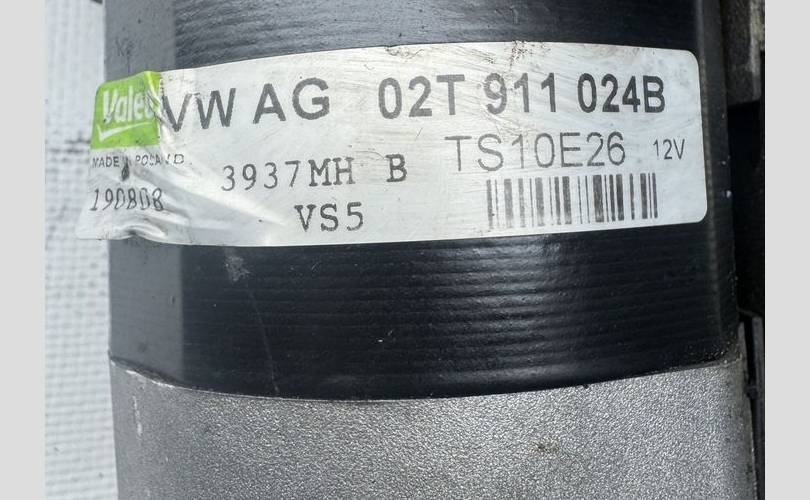 Valeo VW AG 02T 911 024B
MADE IN POLAND
3937MH B TS10E26 12V
190808
VS5